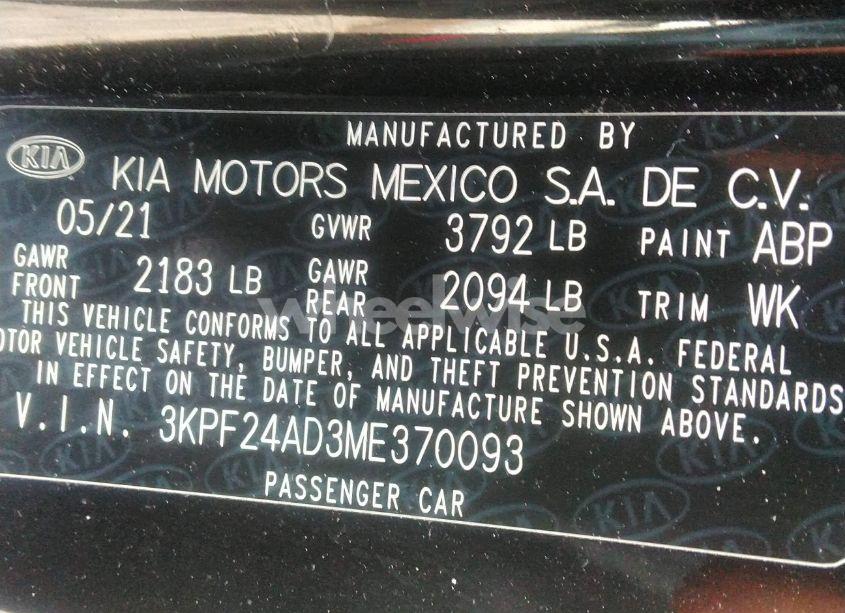 MANUFACTURED BY
KIA KIA MOTORS MEXICO S.A. DE C.V.
05/21 GVWR 3792 LB PAINT ABP
GAWR FRONT 2183 LB GAWR REAR 2094 LB TRIM WK
THIS VEHICLE CONFORMS TO ALL APPLICABLE U.S.A. FEDERAL
OTOR VEHICLE SAFETY, BUMPER, AND THEFT PREVENTION STANDARDS
IN EFFECT ON THE DATE OF MANUFACTURE SHOWN ABOVE.
V.I.N. 3KPF24AD3ME370093
PASSENGER CAR
wheelwise